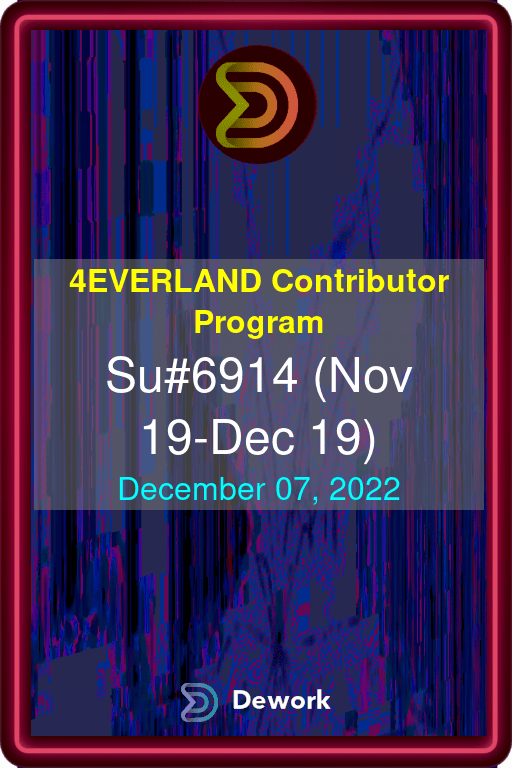 4EVERLAND Contributor
Program
Su#6914 (Nov
19-Dec 19)
December 07, 2022
Dework